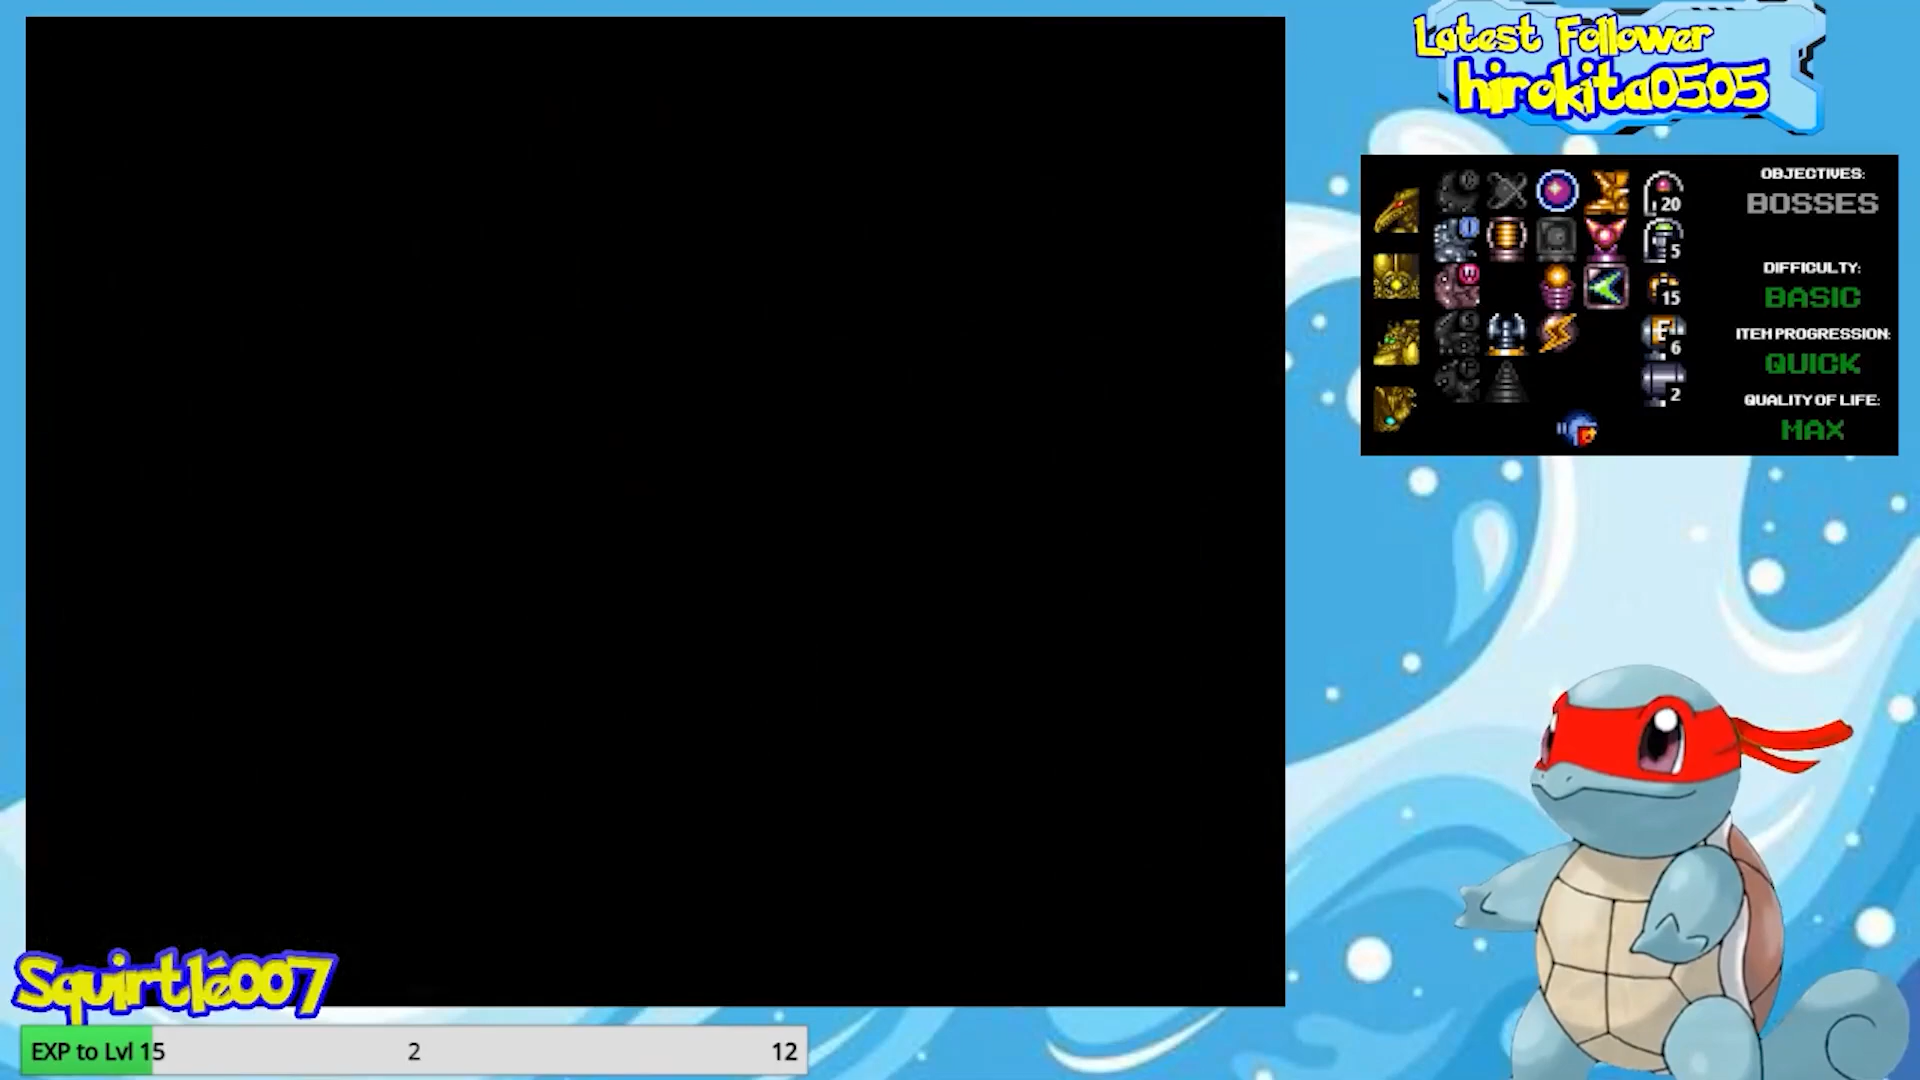 Latest Follower
hirokita0505
OBJECTIVES:
BOSSES
DIFFICULTY:
BASIC
ITEM PROGRESSION:
QUICK
QUALITY OF LIFE:
MAX
20
5
15
E
6
2
Squirtle007
EXP to Lvl 15 2 12